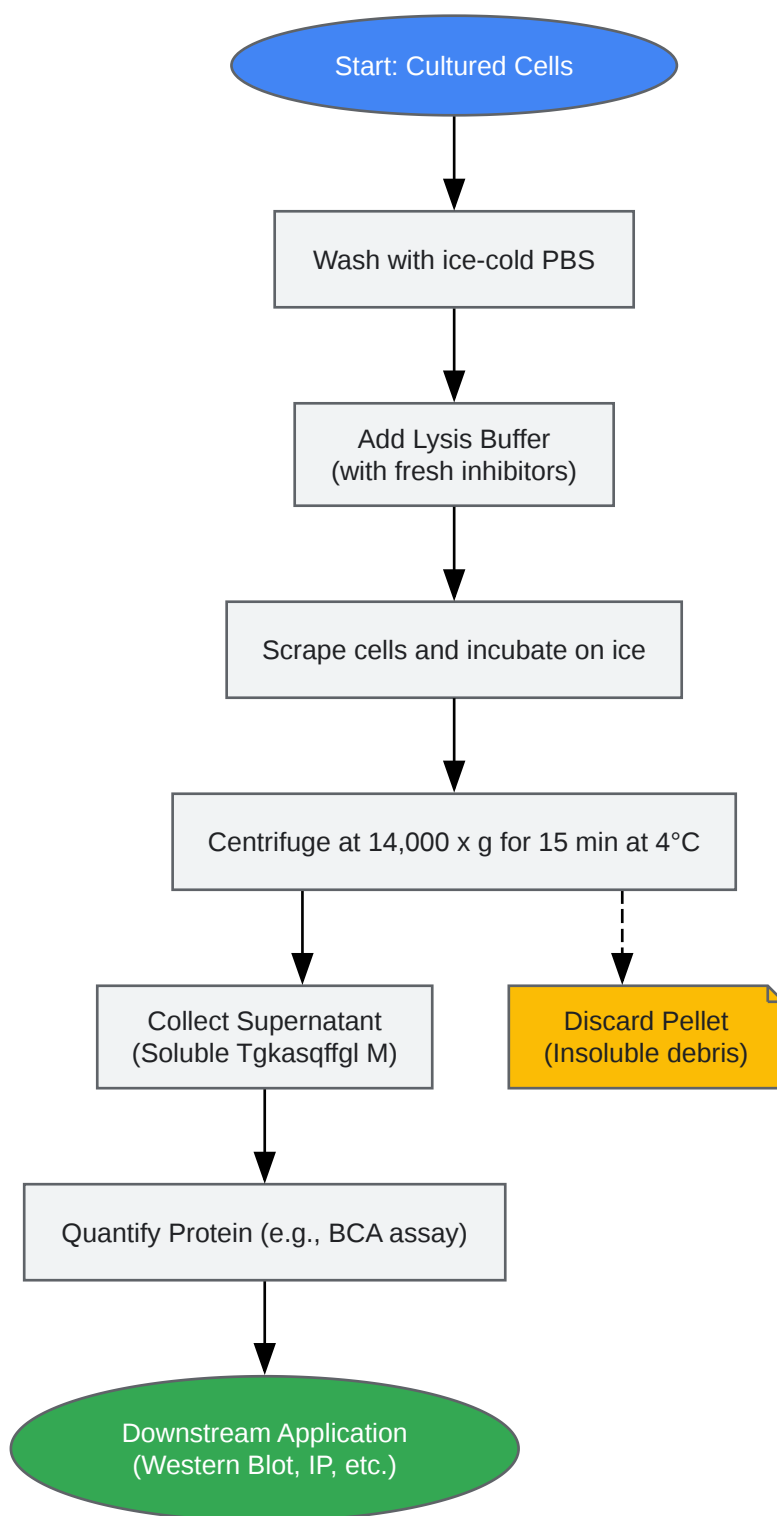 Start: Cultured Cells
Wash with ice-cold PBS
Add Lysis Buffer
(with fresh inhibitors)
Scrape cells and incubate on ice
Centrifuge at 14,000 x g for 15 min at 4°C
Collect Supernatant
(Soluble Tgkasqffgl M)
Discard Pellet
(Insoluble debris)
Quantify Protein (e.g., BCA assay)
Downstream Application
(Western Blot, IP, etc.)